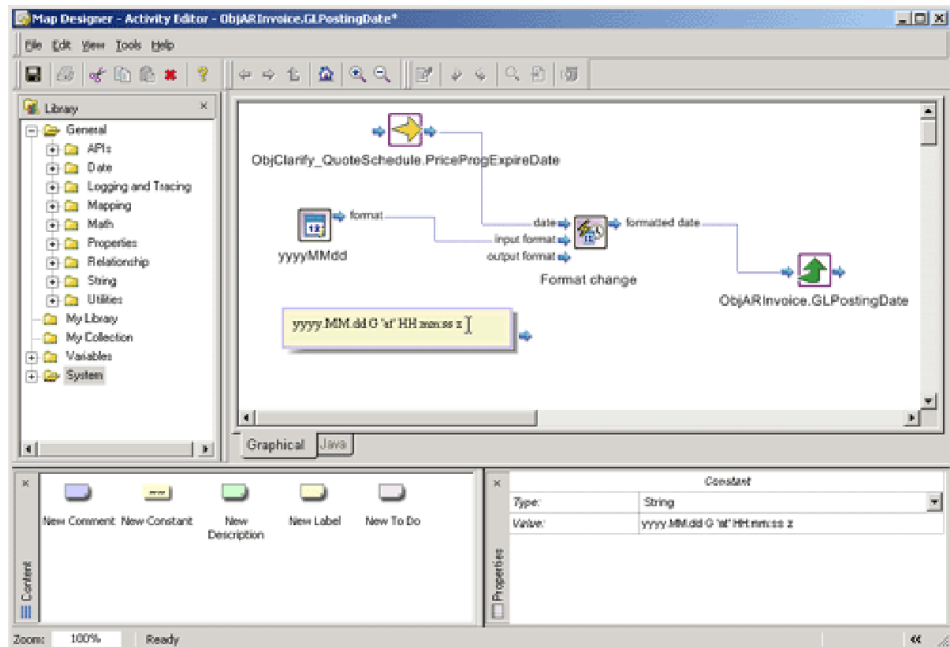 Map Designer - Activity Editor - ObjARInvoice.GLPostingDate*
File Edit View Tools Help
Library
General
APIs
Date
Logging and Tracing
Mapping
Math
Properties
Relationship
String
Utilities
My Library
My Collection
Variables
System
ObjClarify_QuoteSchedule.PriceProgExpireDate
format
yyyyMMdd
date
input format
output format
formatted date
Format change
ObjARInvoice.GLPostingDate
yyyy.MM.dd G 'at' HH:mm:ss z
Graphical Java
Content
New Comment New Constant New Description New Label New To Do
Properties
Constant
Type: String
Value: yyyy.MM.dd G 'at' HH:mm:ss z
Zoom: 100% Ready